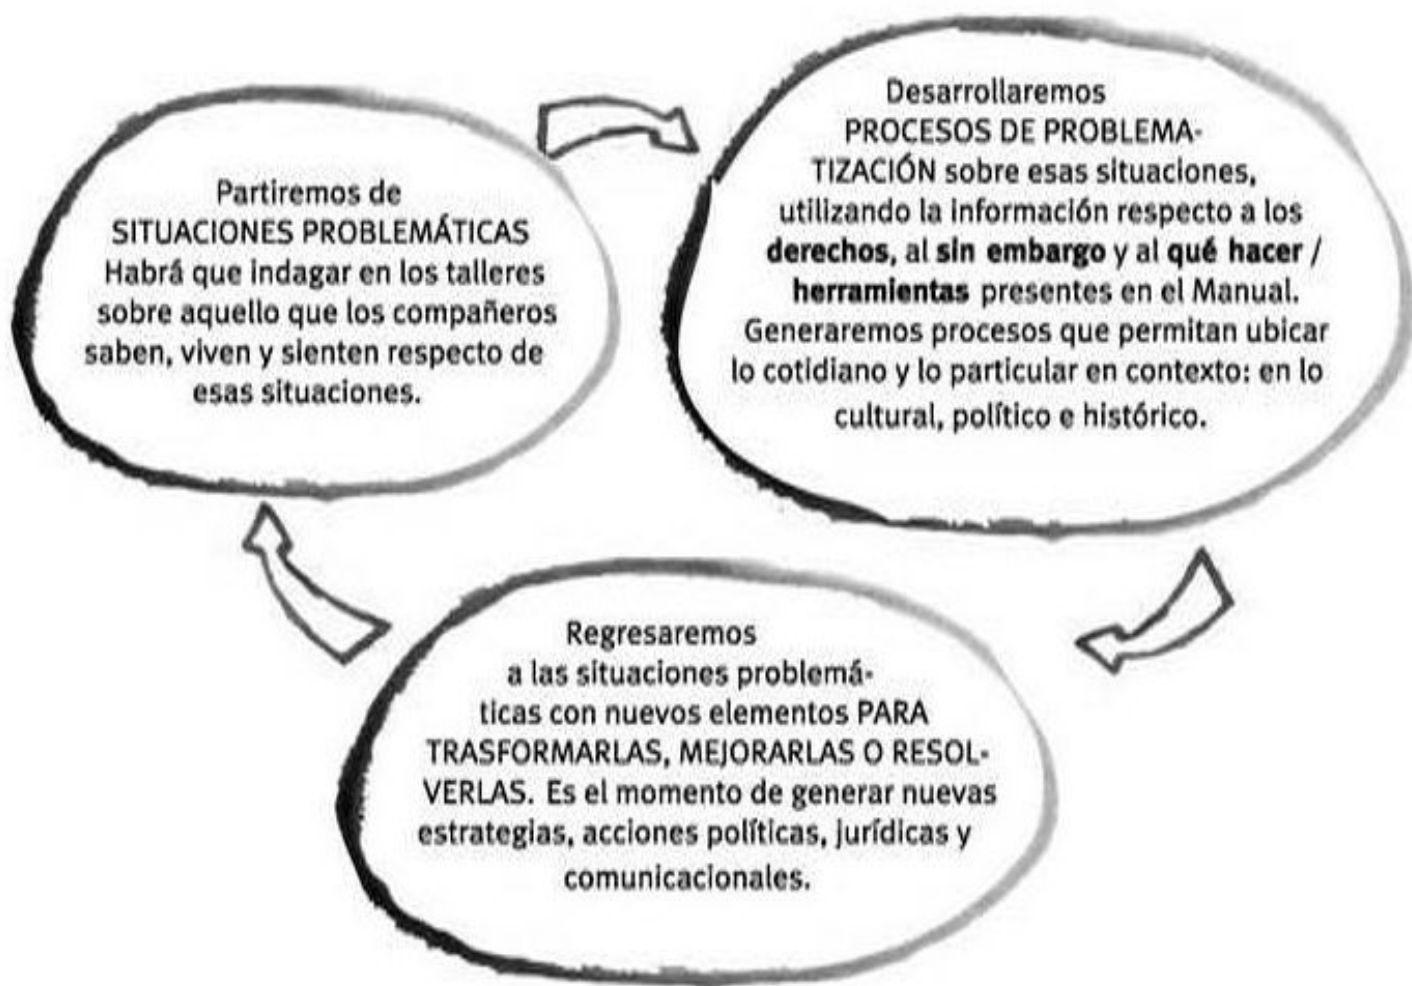 Partiremos de
SITUACIONES PROBLEMÁTICAS
Habrá que indagar en los talleres
sobre aquello que los compañeros
saben, viven y sienten respecto de
esas situaciones.
Desarrollaremos
PROCESOS DE PROBLEMA-
TIZACIÓN sobre esas situaciones,
utilizando la información respecto a los
derechos, al sin embargo y al qué hacer /
herramientas presentes en el Manual.
Generaremos procesos que permitan ubicar
lo cotidiano y lo particular en contexto: en lo
cultural, político e histórico.
Regresaremos
a las situaciones problemá-
ticas con nuevos elementos PARA
TRASFORMARLAS, MEJORARLAS O RESOL-
VERLAS. Es el momento de generar nuevas
estrategias, acciones políticas, jurídicas y
comunicacionales.